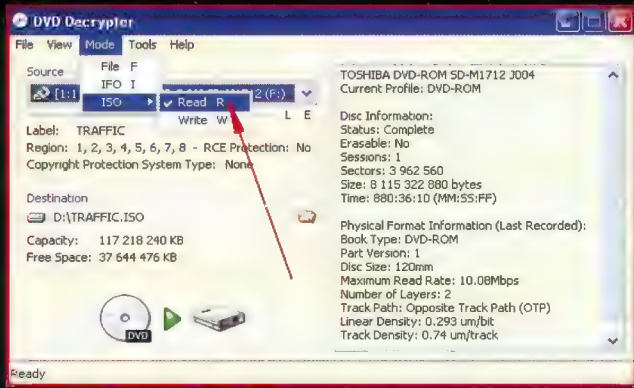 DVD Decrypter
File View Mode Tools Help
File F
IFO I
ISO Read R
Write W
Source
[1:1 2 (F:)
L E
Label: TRAFFIC
Region: 1, 2, 3, 4, 5, 6, 7, 8 - RCE Protection: No
Copyright Protection System Type: None
Destination
D:\TRAFFIC.ISO
Capacity: 117 218 240 KB
Free Space: 37 644 476 KB
DVD
TOSHIBA DVD-ROM SD-M1712 J004
Current Profile: DVD-ROM
Disc Information:
Status: Complete
Erasable: No
Sessions: 1
Sectors: 3 962 560
Size: 8 115 322 880 bytes
Time: 880:36:10 (MM:SS:FF)
Physical Format Information (Last Recorded):
Book Type: DVD-ROM
Part Version: 1
Disc Size: 120mm
Maximum Read Rate: 10.08Mbps
Number of Layers: 2
Track Path: Opposite Track Path (OTP)
Linear Density: 0.293 um/bit
Track Density: 0.74 um/track
Ready